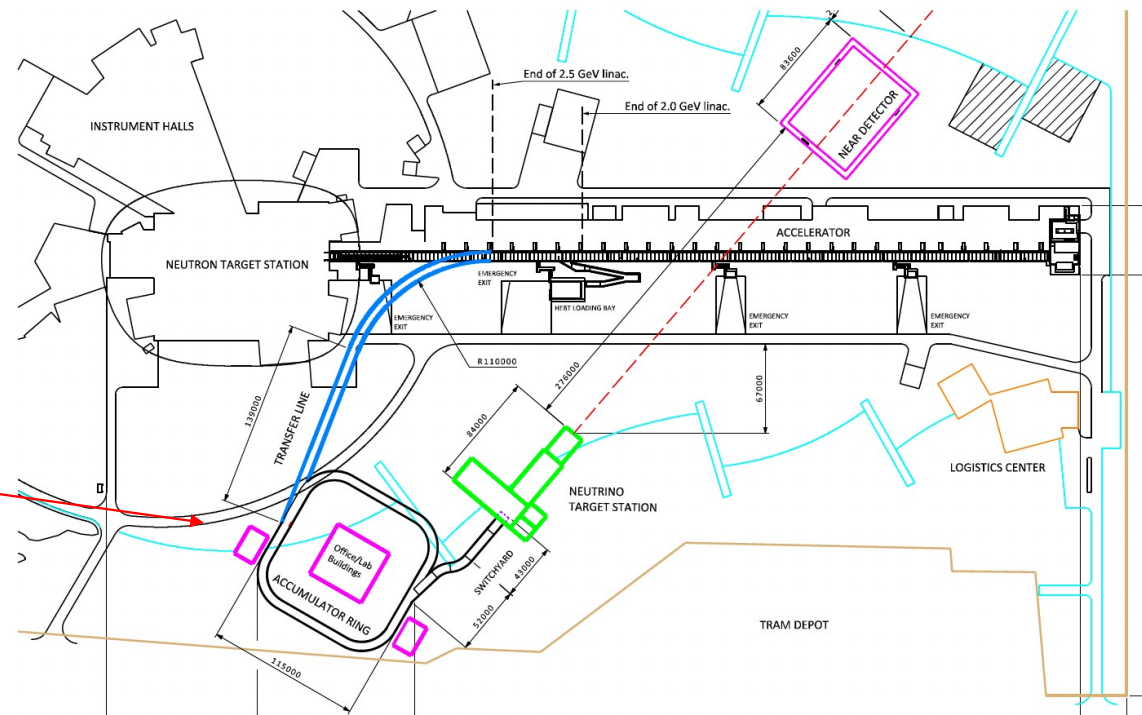 End of 2.5 GeV linac.
End of 2.0 GeV linac.
83600
INSTRUMENT HALLS
NEAR DETECTOR
ACCELERATOR
NEUTRON TARGET STATION
EMERGENCY
EXIT
HEBT LOADING BAY
EMERGENCY
EXIT
EMERGENCY
EXIT
EMERGENCY
EXIT
R110000
276000
67000
139000
TRANSFER LINE
84000
LOGISTICS CENTER
NEUTRINO
TARGET STATION
Office/Lab
Buildings
ACCUMULATOR RING
SWITCHYARD
43000
52000
TRAM DEPOT
115000